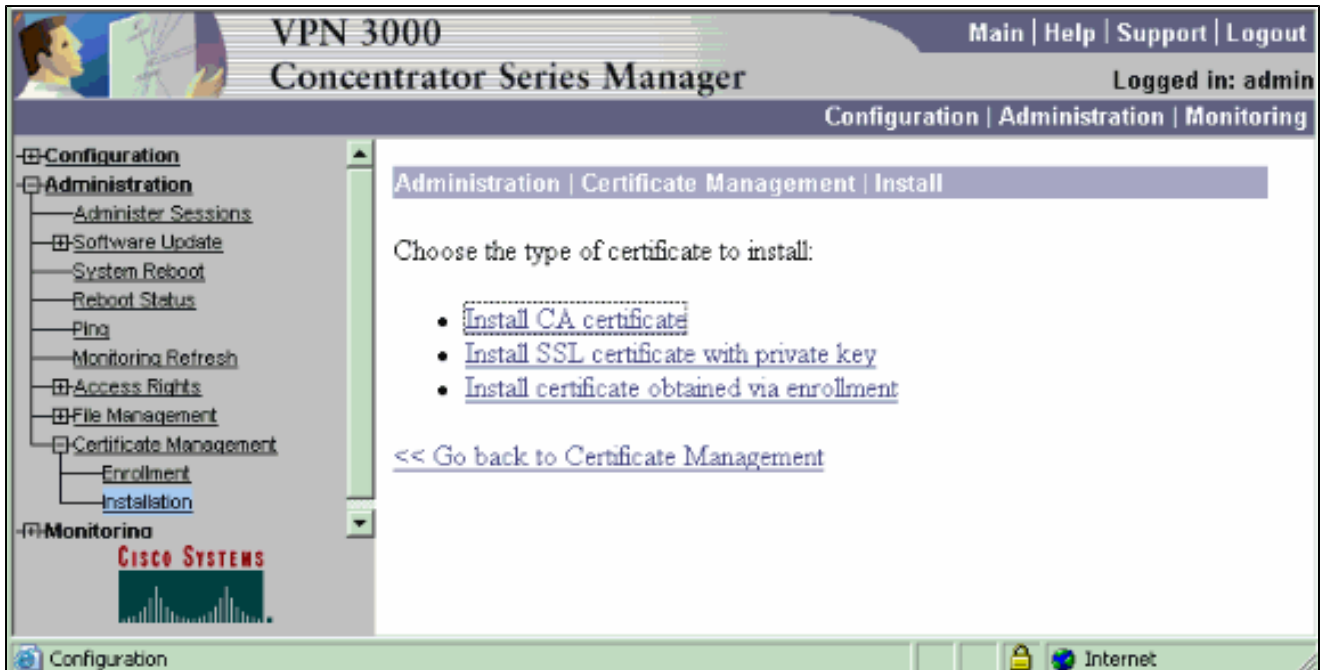 VPN 3000
Concentrator Series Manager
Main | Help | Support | Logout
Logged in: admin
Configuration | Administration | Monitoring
Configuration
Administration
Administer Sessions
Software Update
System Reboot
Reboot Status
Ping
Monitoring Refresh
Access Rights
File Management
Certificate Management
Enrollment
Installation
Monitoring
CISCO SYSTEMS
Administration | Certificate Management | Install
Choose the type of certificate to install:
• Install CA certificate
• Install SSL certificate with private key
• Install certificate obtained via enrollment
<< Go back to Certificate Management
Configuration
Internet